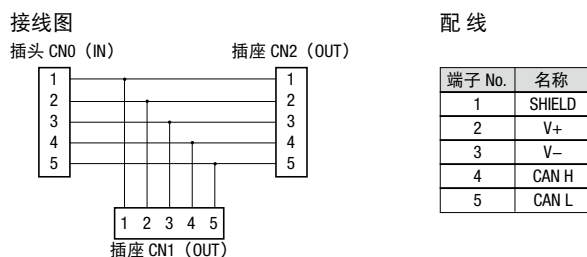 接线图
插头 CN0（IN）
插座 CN2（OUT）
1
2
3
4
5
1
2
3
4
5
1 2 3 4 5
插座 CN1（OUT）
配 线
端子 No. 名称
1 SHIELD
2 V+
3 V−
4 CAN H
5 CAN L